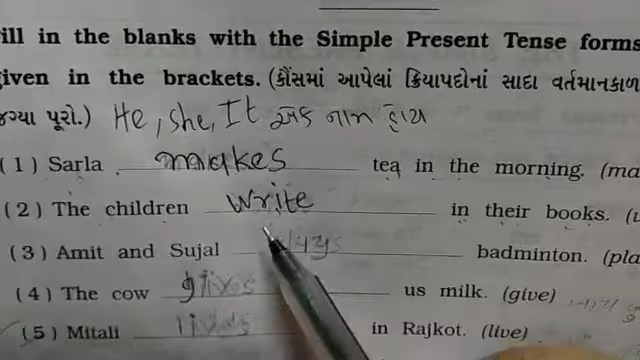 ill in the blanks with the Simple Present Tense forms
given in the brackets. (કૌંસમાં આપેલાં ક્રિયાપદોનાં સાદા વર્તમાનકાળ
જગ્યા પૂરો.) He, she, It એક નામ હોય
(1) Sarla makes tea in the morning. (ma
(2) The children write in their books. (
(3) Amit and Sujal badminton. (pla
(4) The cow gives us milk. (give)
(5) Mitali lives in Rajkot. (live)